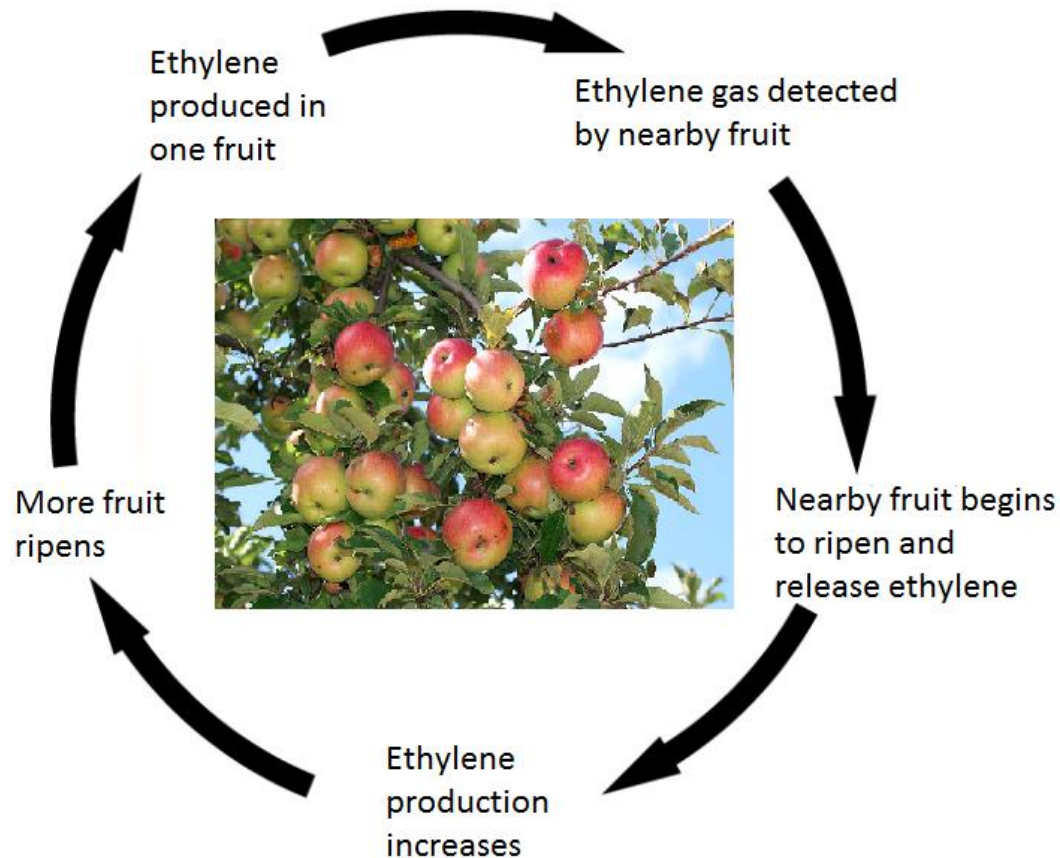 Ethylene
produced in
one fruit
Ethylene gas detected
by nearby fruit
Nearby fruit begins
to ripen and
release ethylene
Ethylene
production
increases
More fruit
ripens